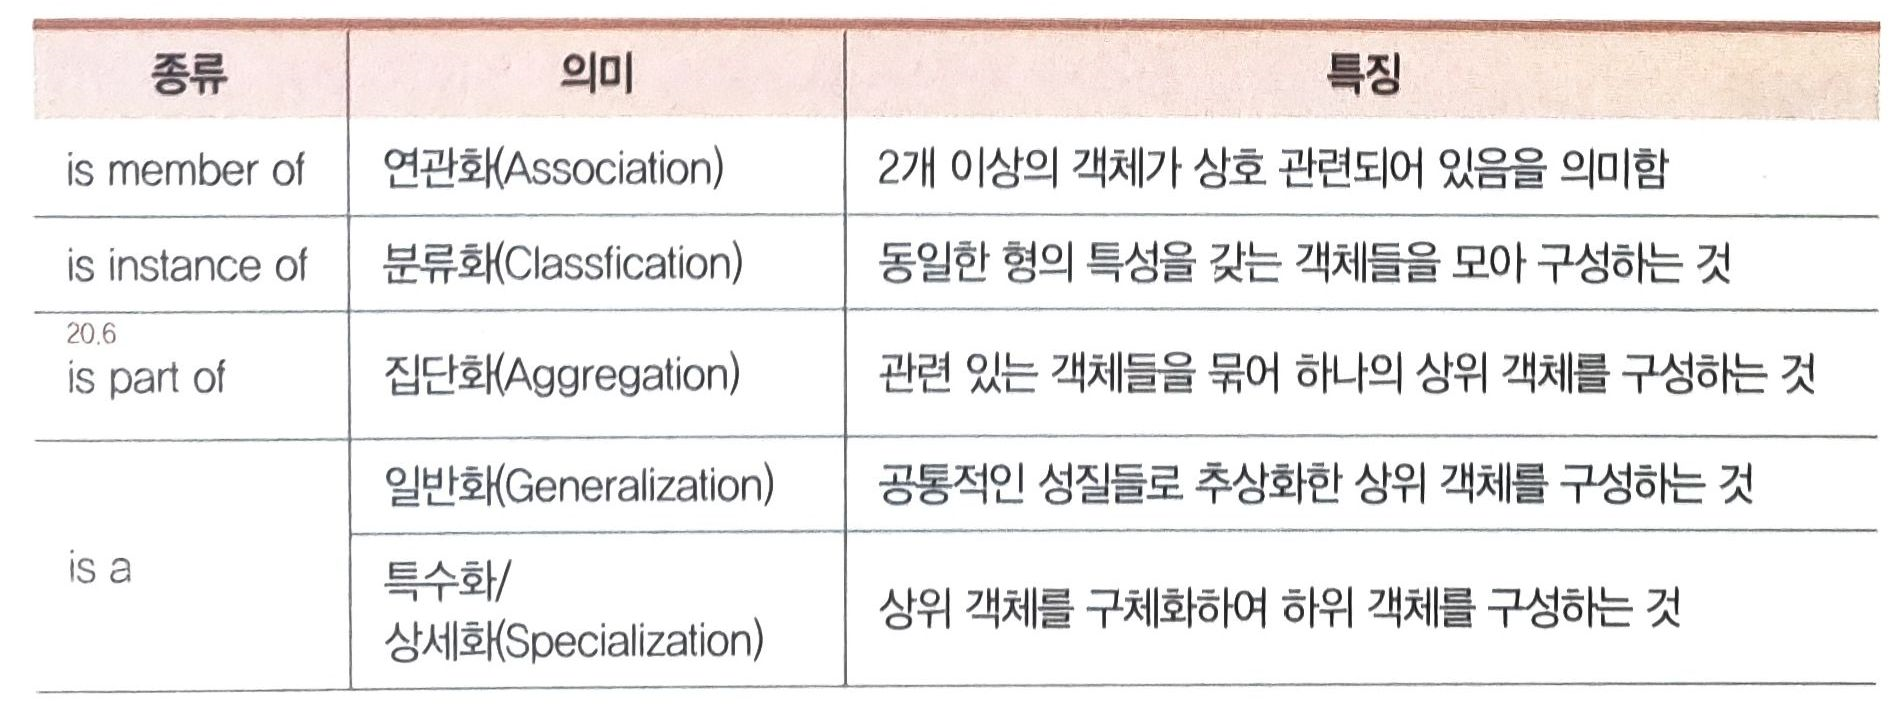 종류 의미 특징
is member of 연관화(Association) 2개 이상의 객체가 상호 관련되어 있음을 의미함
is instance of 분류화(Classfication) 동일한 형의 특성을 갖는 객체들을 모아 구성하는 것
20.6
is part of 집단화(Aggregation) 관련 있는 객체들을 묶어 하나의 상위 객체를 구성하는 것
일반화(Generalization) 공통적인 성질들로 추상화한 상위 객체를 구성하는 것
is a
특수화/
상세화(Specialization) 상위 객체를 구체화하여 하위 객체를 구성하는 것